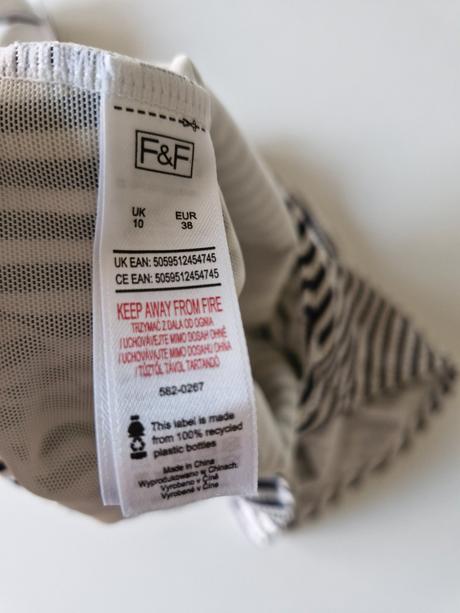 F&F
UK EUR
10 38
UK EAN: 5059512454745
CE EAN: 5059512454745
KEEP AWAY FROM FIRE
TRZYMAĆ Z DALA OD OGNIA
/ UCHOVÁVEJTE MIMO DOSAH OHNĚ
/ UCHOVÁVAJTE MIMO DOSAHU OHŇA
/ TŰZTŐL TÁVOL TARTANDÓ
582-0267
This label is made
from 100% recycled
plastic bottles
Made in China
Wyprodukowano w Chinach
Vyrobeno v Číně
Vyrobené v Číne